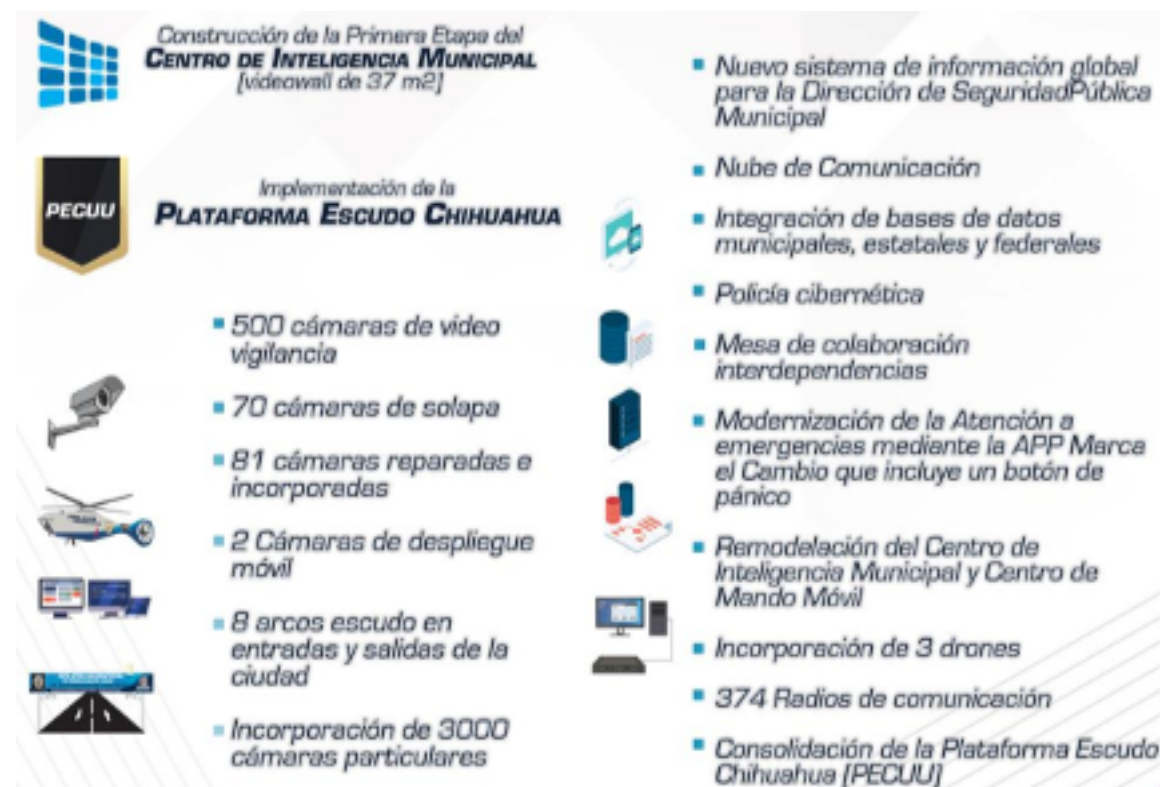 Construcción de la Primera Etapa del
CENTRO DE INTELIGENCIA MUNICIPAL
[videowall de 37 m2]
PECUU
Implementación de la
PLATAFORMA ESCUDO CHIHUAHUA
500 cámaras de video
vigilancia
70 cámaras de solapa
81 cámaras reparadas e
incorporadas
2 Cámaras de despliegue
móvil
8 arcos escudo en
entradas y salidas de la
ciudad
Incorporación de 3000
cámaras particulares
Nuevo sistema de información global
para la Dirección de SeguridadPública
Municipal
Nube de Comunicación
Integración de bases de datos
municipales, estatales y federales
Policía cibernética
Mesa de colaboración
interdependencias
Modernización de la Atención a
emergencias mediante la APP Marca
el Cambio que incluye un botón de
pánico
Remodelación del Centro de
Inteligencia Municipal y Centro de
Mando Móvil
Incorporación de 3 drones
374 Radios de comunicación
Consolidación de la Plataforma Escudo
Chihuahua [PECUU]